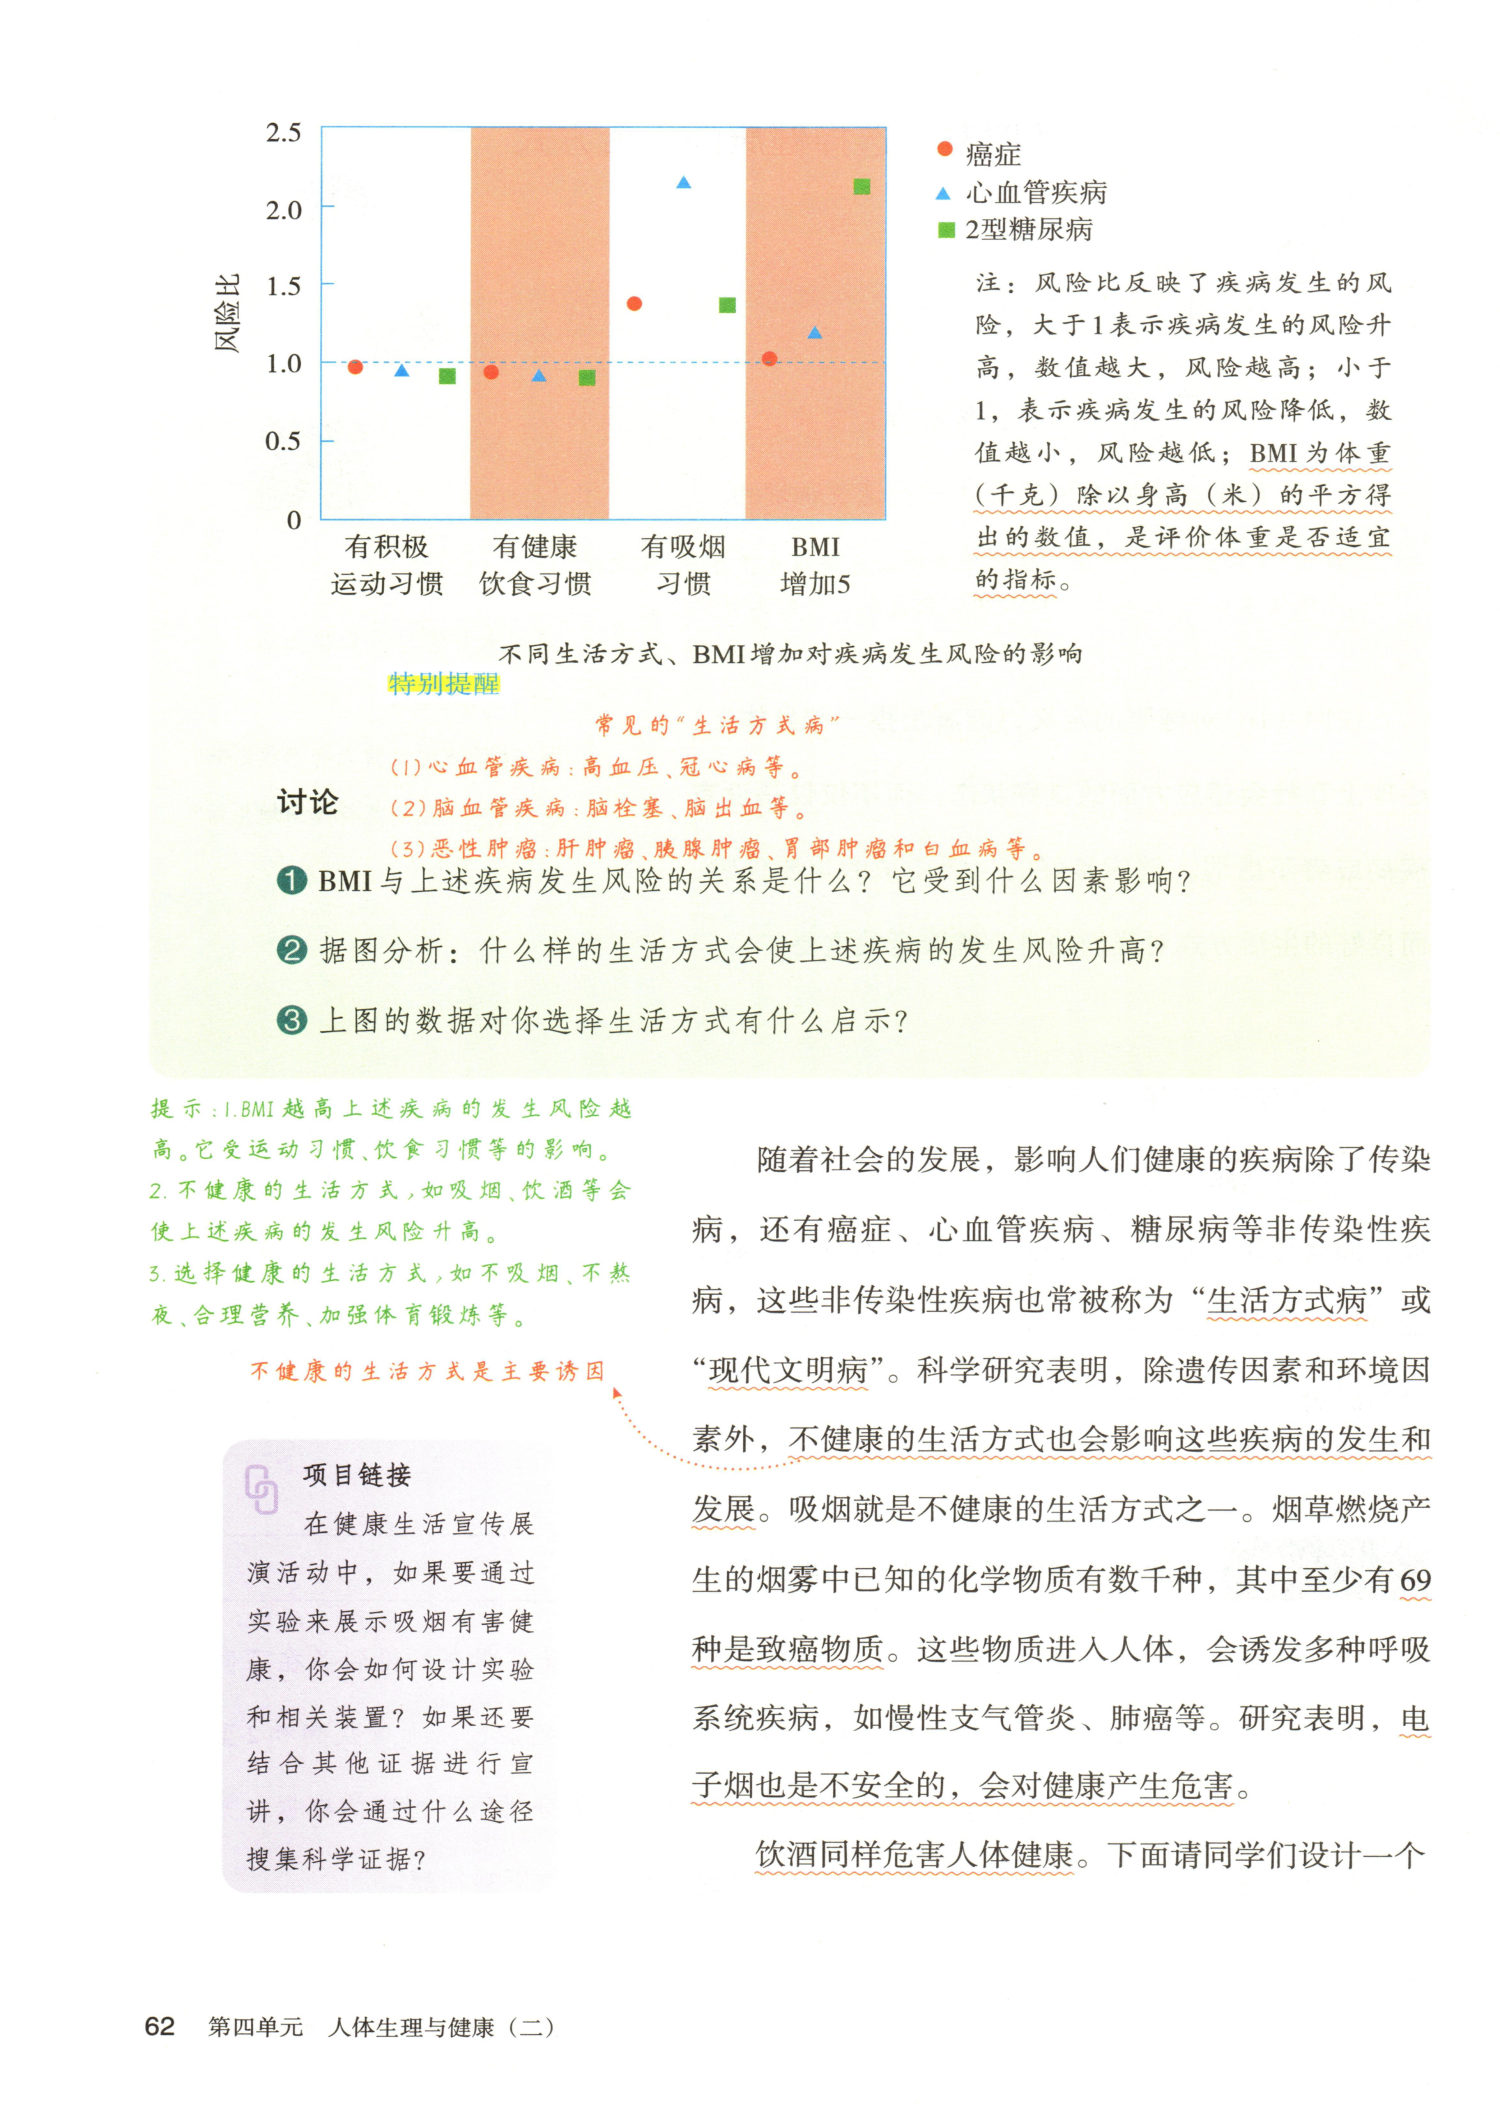 2.5
2.0
1.5
1.0
0.5
0
风险比
有积极
运动习惯
有健康
饮食习惯
有吸烟
习惯
BMI
增加5
癌症
心血管疾病
2型糖尿病
注：风险比反映了疾病发生的风
险，大于1表示疾病发生的风险升
高，数值越大，风险越高；小于
1，表示疾病发生的风险降低，数
值越小，风险越低；BMI为体重
（千克）除以身高（米）的平方得
出的数值，是评价体重是否适宜
的指标。
不同生活方式、BMI增加对疾病发生风险的影响
特别提醒
常见的“生活方式病”
(1)心血管疾病:高血压、冠心病等。
(2)脑血管疾病:脑栓塞、脑出血等。
(3)恶性肿瘤:肝肿瘤、胰腺肿瘤、胃部肿瘤和白血病等。
讨论
1 BMI与上述疾病发生风险的关系是什么？它受到什么因素影响？
2 据图分析：什么样的生活方式会使上述疾病的发生风险升高？
3 上图的数据对你选择生活方式有什么启示？
提示:1.BMI越高上述疾病的发生风险越
高。它受运动习惯、饮食习惯等的影响。
2.不健康的生活方式,如吸烟、饮酒等会
使上述疾病的发生风险升高。
3.选择健康的生活方式,如不吸烟、不熬
夜、合理营养、加强体育锻炼等。
不健康的生活方式是主要诱因
项目链接
在健康生活宣传展
演活动中，如果要通过
实验来展示吸烟有害健
康，你会如何设计实验
和相关装置？如果还要
结合其他证据进行宣
讲，你会通过什么途径
搜集科学证据？
随着社会的发展，影响人们健康的疾病除了传染
病，还有癌症、心血管疾病、糖尿病等非传染性疾
病，这些非传染性疾病也常被称为“生活方式病”或
“现代文明病”。科学研究表明，除遗传因素和环境因
素外，不健康的生活方式也会影响这些疾病的发生和
发展。吸烟就是不健康的生活方式之一。烟草燃烧产
生的烟雾中已知的化学物质有数千种，其中至少有69
种是致癌物质。这些物质进入人体，会诱发多种呼吸
系统疾病，如慢性支气管炎、肺癌等。研究表明，电
子烟也是不安全的，会对健康产生危害。
饮酒同样危害人体健康。下面请同学们设计一个
62 第四单元 人体生理与健康（二）